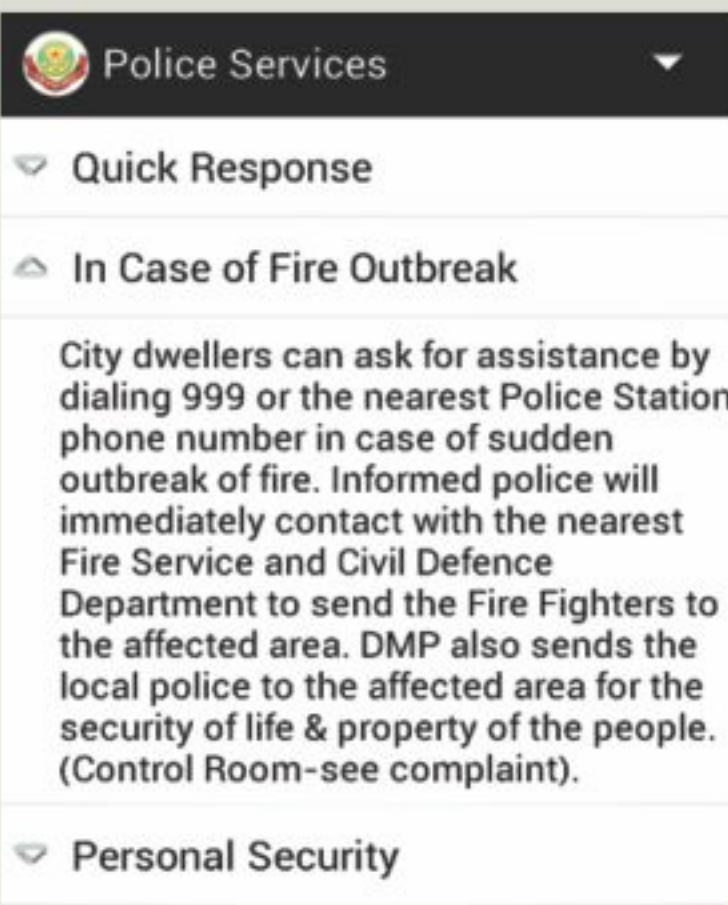 Police Services
Quick Response
In Case of Fire Outbreak
City dwellers can ask for assistance by
dialing 999 or the nearest Police Station
phone number in case of sudden
outbreak of fire. Informed police will
immediately contact with the nearest
Fire Service and Civil Defence
Department to send the Fire Fighters to
the affected area. DMP also sends the
local police to the affected area for the
security of life & property of the people.
(Control Room-see complaint).
Personal Security